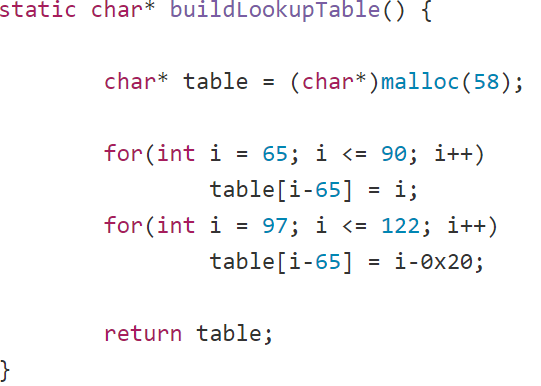 static char* buildLookupTable() {
char* table = (char*)malloc(58);
for(int i = 65; i <= 90; i++)
table[i-65] = i;
for(int i = 97; i <= 122; i++)
table[i-65] = i-0x20;
return table;
}